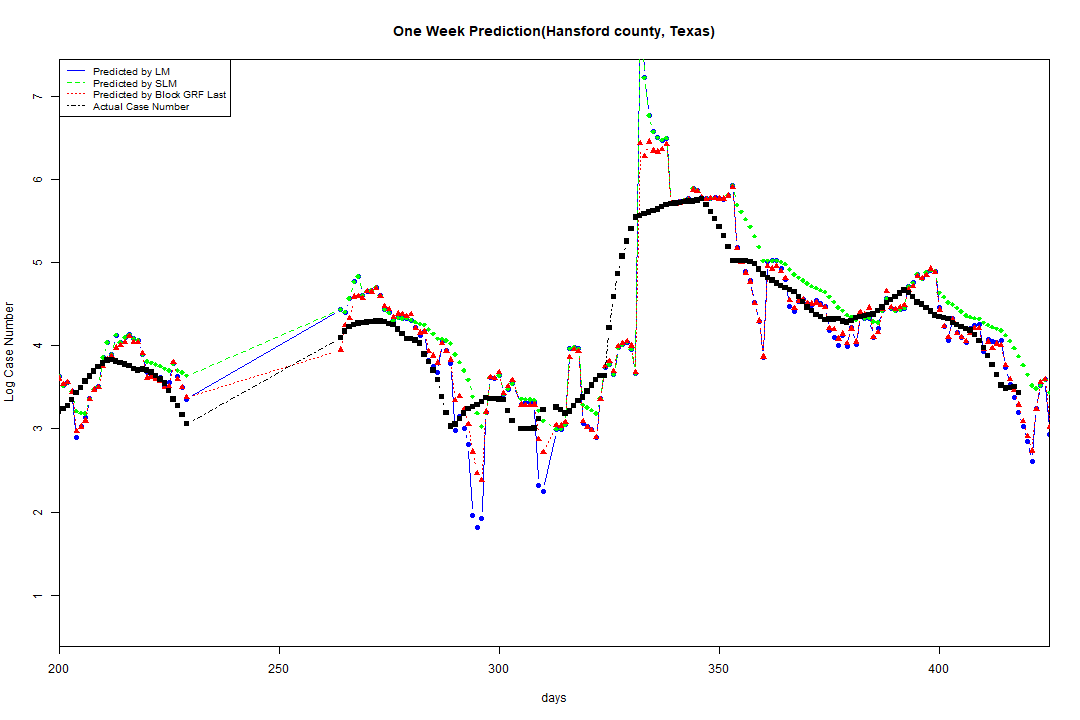 One Week Prediction(Hansford county, Texas)
Predicted by LM
Predicted by SLM
Predicted by Block GRF Last
Actual Case Number
Log Case Number
7
6
5
4
3
2
1
200 250 300 350 400
days